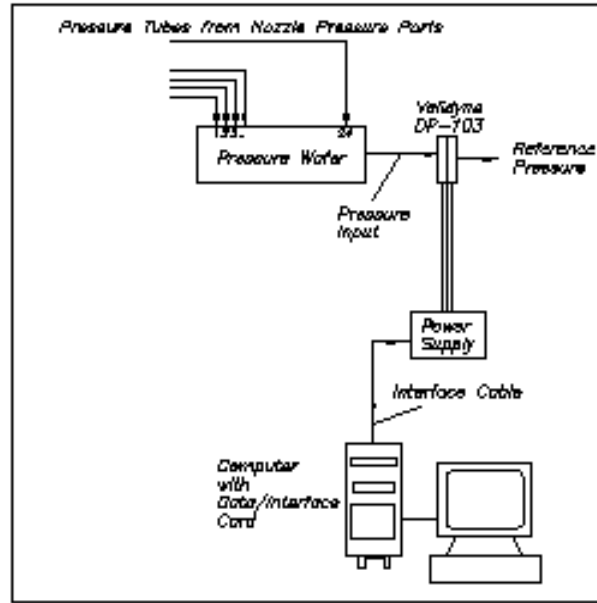 Pressure Tubes from Nozzle Pressure Ports
Validyne
DP-103
24
Pressure Wafer
Reference
Pressure
Pressure
Input
Power
Supply
Interface Cable
Computer
with
Data/Interface
Card